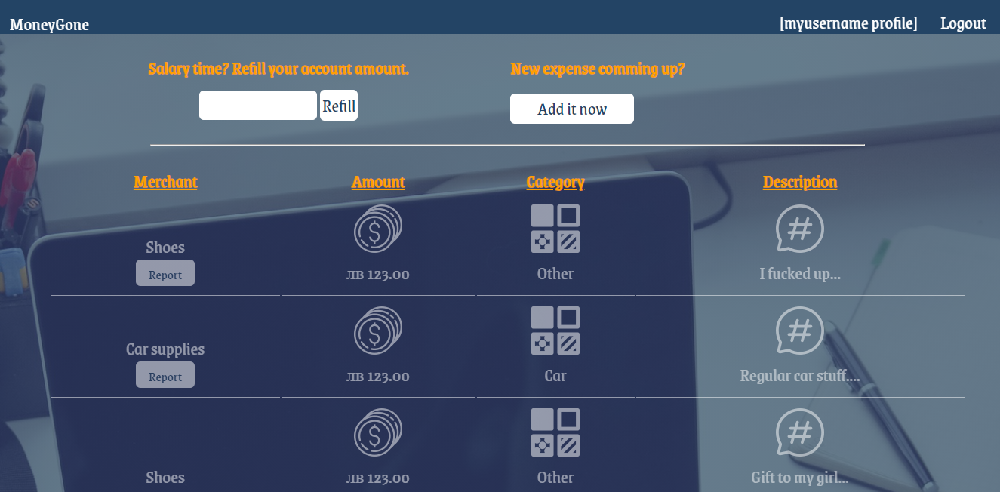 MoneyGone [myusername profile] Logout
Salary time? Refill your account amount. New expense comming up?
Refill Add it now
Merchant Amount Category Description
Shoes
Report
ЛВ 123.00 Other I fucked up...
Car supplies
Report
ЛВ 123.00 Car Regular car stuff....
Shoes ЛВ 123.00 Other Gift to my girl...